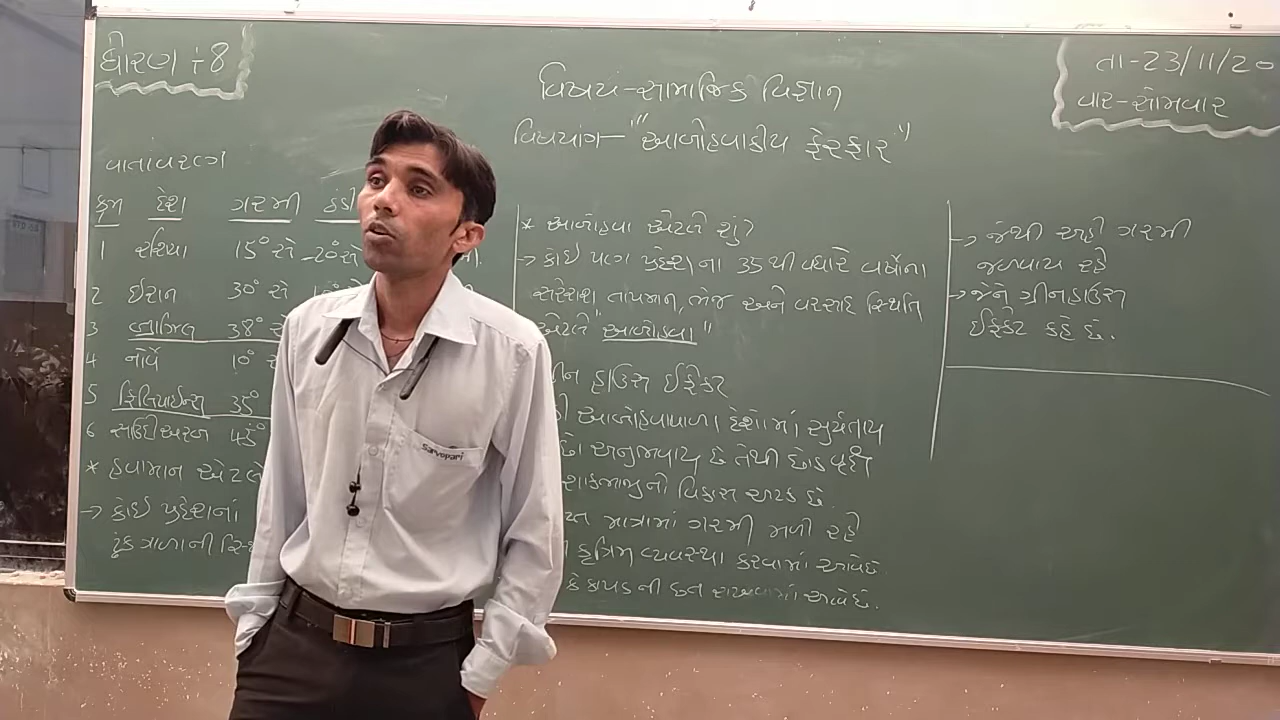 ધોરણ ÷8
તા-23/11/20
વાર-સોમવાર
વિષય-સામાજિક વિજ્ઞાન
વિષયાંગ-"આબોહવાકીય ફેરફાર"
વાતાવરણ
ક્રમ દેશ ગરમી ઠંડી
1 રશિયા 15° સે -20° સે
2 ઈરાન 30° સે
3 બ્રાઝિલ 38° સે
4 નોર્વે 10°
5 ફિલિપાઈન્સ 35°
6 સાઉદી અરબ
* હવામાન એટલે
→ કોઈ પ્રદેશનાં
ટૂંકગાળાની
* આબોહવા એટલે શું?
→ કોઈ પણ પ્રદેશના 35 થી વધારે વર્ષોના
સરેરાશ તાપમાન, ભેજ અને વરસાદ સ્થિતિ
એટલે "આબોહવા"
હાઉસ ઈફેક્ટ
આબોહવાવાળા દેશોમાં સુર્યતાપ
અનુભવાય છે તેથી છોડ
શાકભાજીનો વિકાસ અટકે છે.
માત્રામાં ગરમી મળી રહે
કૃત્રિમ વ્યવસ્થા કરવામાં આવે છે.
કે કાપડ ની છત રાખવામાં આવે છે.
→ જેથી અહી ગરમી
જળવાય રહે
→ જેને ગ્રીનહાઉસ
ઈફેક્ટ કહે છે.
Sarvopari